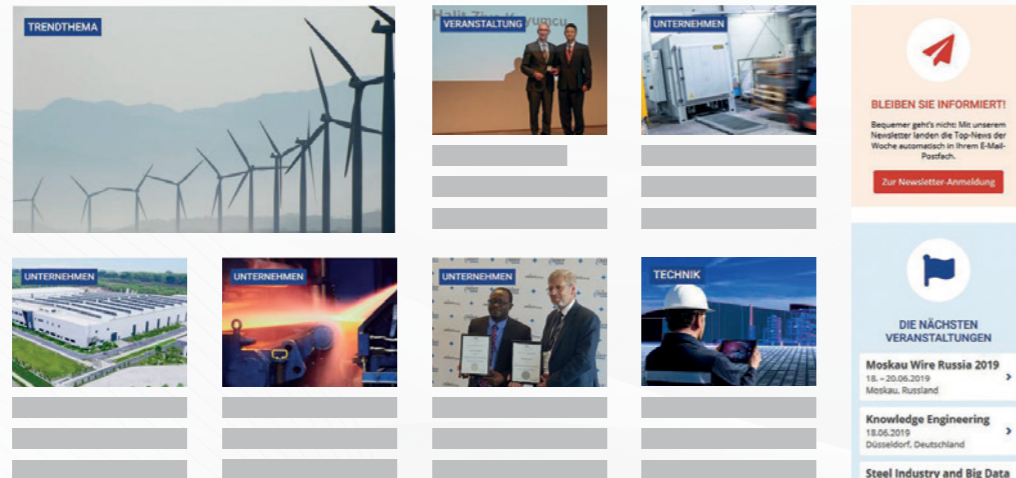 TRENDTHEMA
VERANSTALTUNG
UNTERNEHMEN
UNTERNEHMEN
UNTERNEHMEN
UNTERNEHMEN
TECHNIK
BLEIBEN SIE INFORMIERT!
Bequemer geht's nicht: Mit unserem
Newsletter landen die Top-News der
Woche automatisch in Ihrem E-Mail-
Postfach.
Zur Newsletter-Anmeldung
DIE NÄCHSTEN
VERANSTALTUNGEN
Moskau Wire Russia 2019
18. – 20.06.2019
Moskau, Russland
Knowledge Engineering
18.06.2019
Düsseldorf, Deutschland
Steel Industry and Big Data